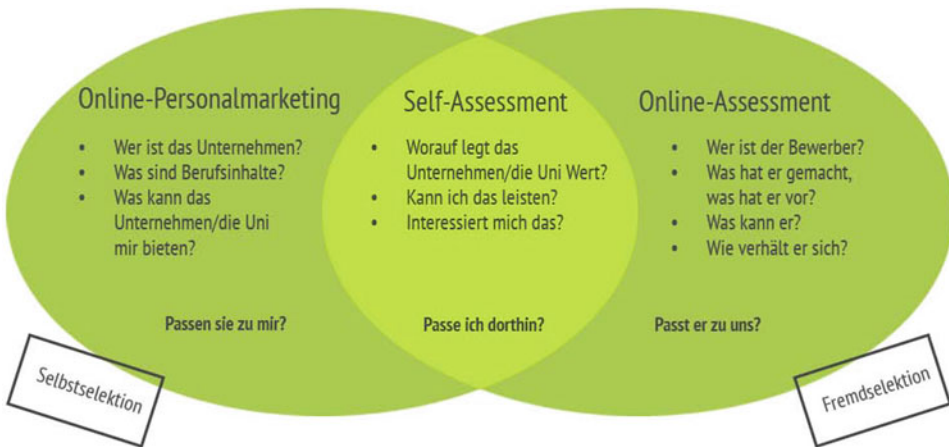 Online-Personalmarketing
• Wer ist das Unternehmen?
• Was sind Berufsinhalte?
• Was kann das
Unternehmen/die Uni
mir bieten?
Passen sie zu mir?
Self-Assessment
• Worauf legt das
Unternehmen/die Uni Wert?
• Kann ich das leisten?
• Interessiert mich das?
Passe ich dorthin?
Online-Assessment
• Wer ist der Bewerber?
• Was hat er gemacht,
was hat er vor?
• Was kann er?
• Wie verhält er sich?
Passt er zu uns?
Selbstselektion
Fremdselektion